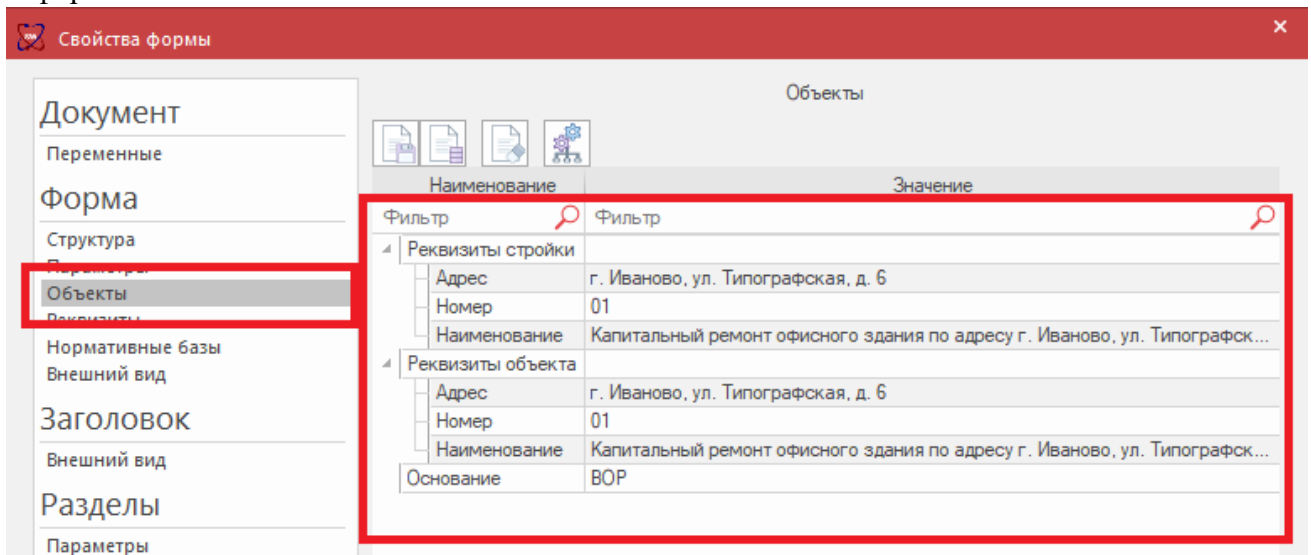 Свойства формы
Объекты
Документ
Переменные
Форма
Структура
Параметры
Объекты
Реквизиты
Нормативные базы
Внешний вид
Заголовок
Внешний вид
Разделы
Параметры
Наименование Значение
Фильтр Фильтр
Реквизиты стройки
Адрес г. Иваново, ул. Типографская, д. 6
Номер 01
Наименование Капитальный ремонт офисного здания по адресу г. Иваново, ул. Типографск...
Реквизиты объекта
Адрес г. Иваново, ул. Типографская, д. 6
Номер 01
Наименование Капитальный ремонт офисного здания по адресу г. Иваново, ул. Типографск...
Основание ВОР